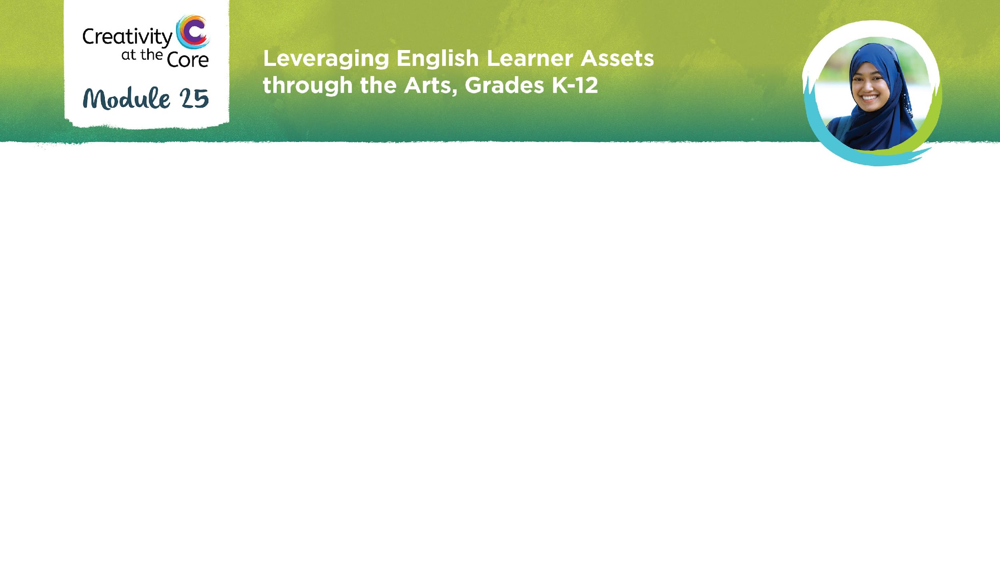 Creativity
at the Core
Module 25
Leveraging English Learner Assets
through the Arts, Grades K-12